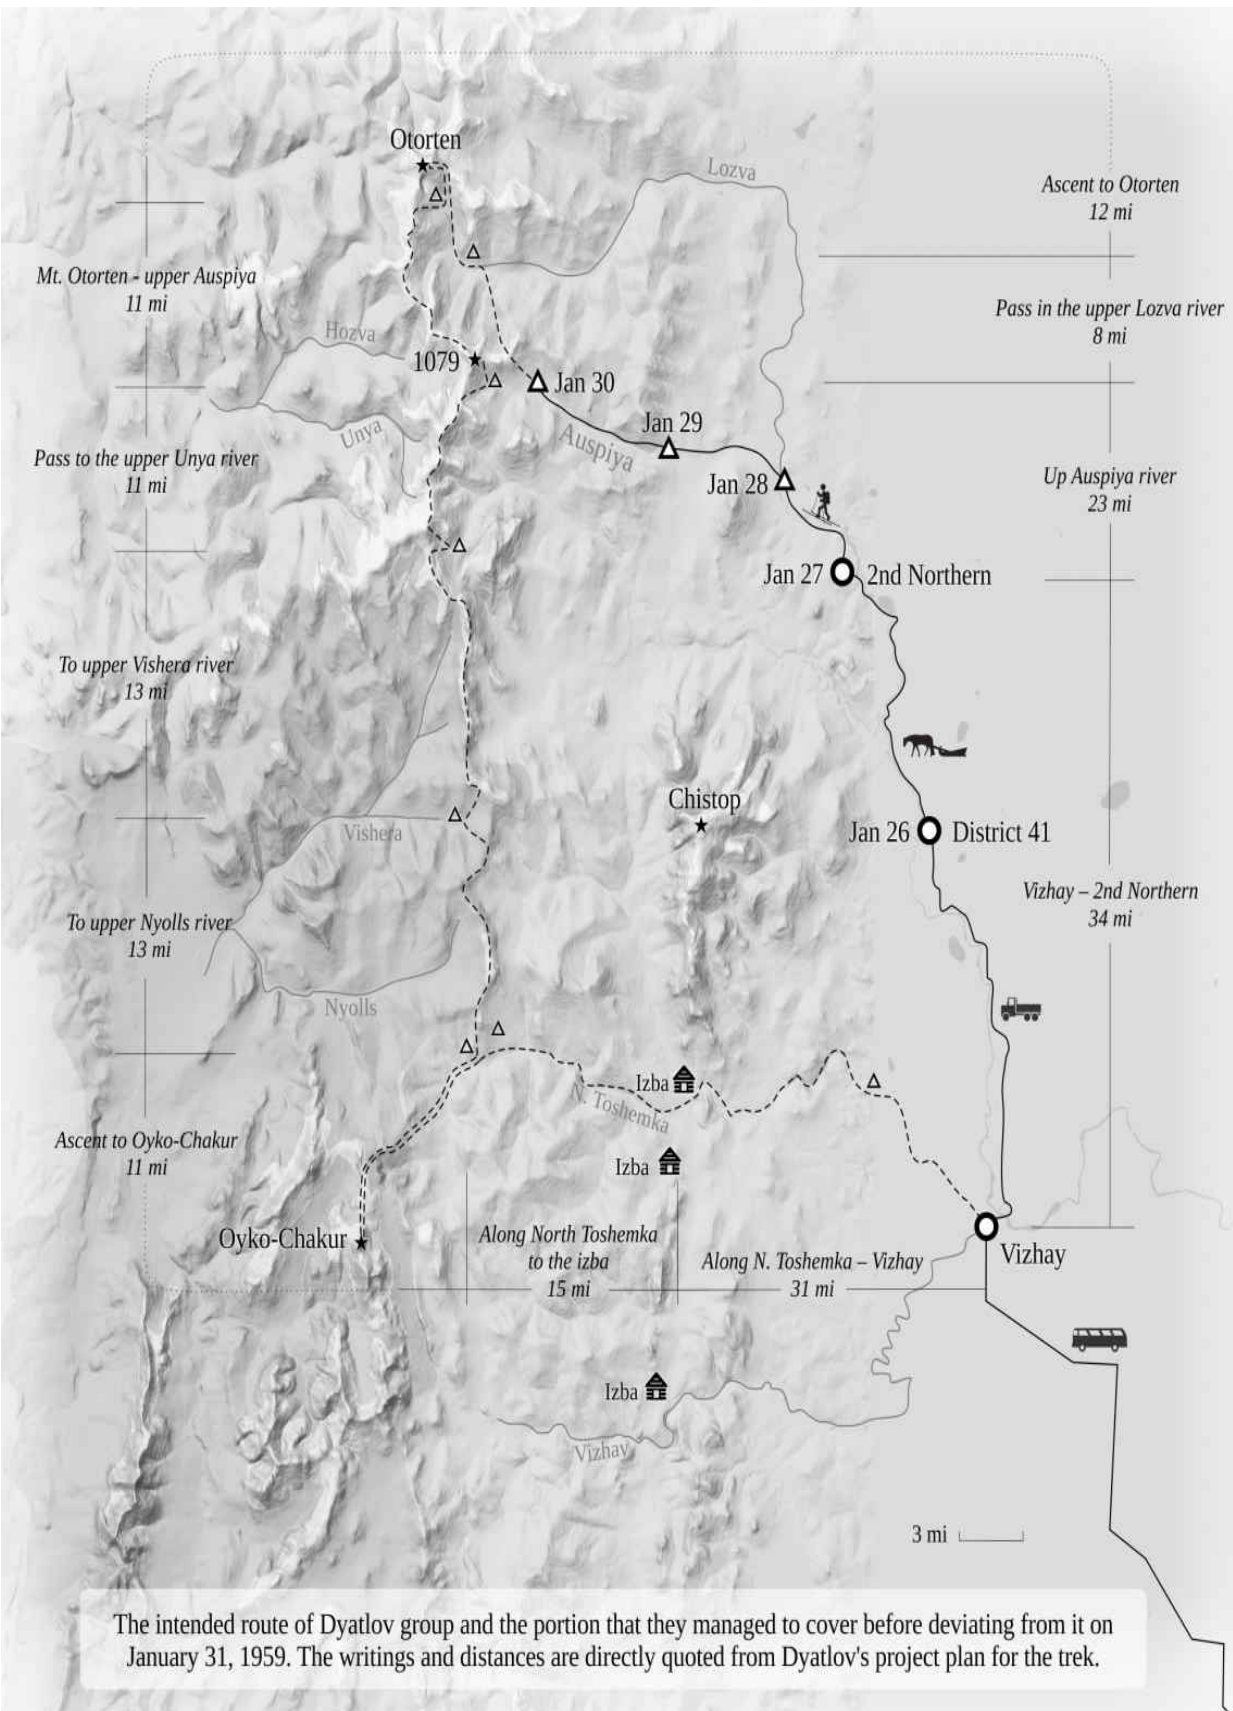 Otorten
Lozva
Ascent to Otorten
12 mi
Mt. Otorten - upper Auspiya
11 mi
Pass in the upper Lozva river
8 mi
Hozva
1079
Jan 30
Jan 29
Auspiya
Unya
Pass to the upper Unya river
11 mi
Jan 28
Up Auspiya river
23 mi
Jan 27
2nd Northern
To upper Vishera river
13 mi
Chistop
Vishera
Jan 26
District 41
Vizhay – 2nd Northern
34 mi
To upper Nyolls river
13 mi
Nyolls
Izba
N. Toshemka
Ascent to Oyko-Chakur
11 mi
Izba
Oyko-Chakur
Along North Toshemka
to the izba
15 mi
Along N. Toshemka – Vizhay
31 mi
Vizhay
Izba
Vizhay
3 mi
The intended route of Dyatlov group and the portion that they managed to cover before deviating from it on
January 31, 1959. The writings and distances are directly quoted from Dyatlov's project plan for the trek.